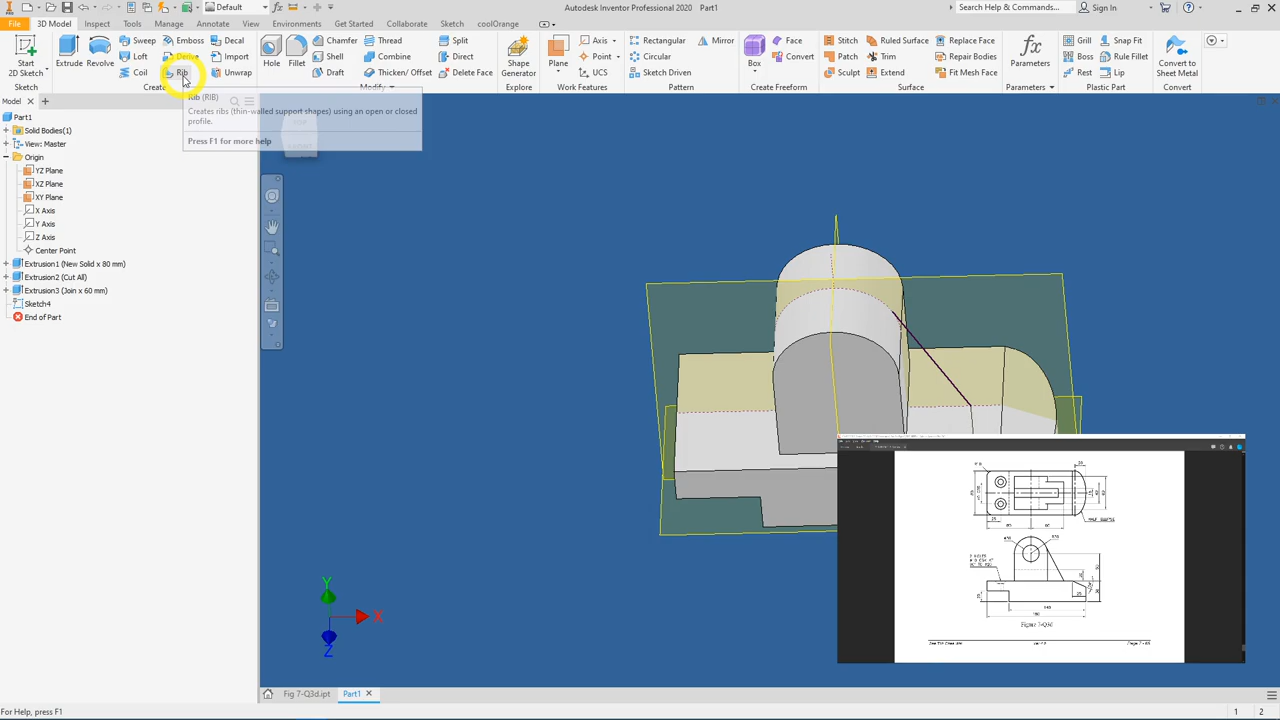 Default
Autodesk Inventor Professional 2020 Part1
Search Help & Commands...
Sign In
File
3D Model
Inspect
Tools
Manage
Annotate
View
Environments
Get Started
Collaborate
Sketch
coolOrange
Start
2D Sketch
Sketch
Extrude
Revolve
Sweep
Loft
Coil
Emboss
Derive
Rib
Decal
Import
Unwrap
Create
Hole
Fillet
Chamfer
Shell
Draft
Thread
Combine
Thicken/ Offset
Split
Direct
Delete Face
Modify
Shape
Generator
Explore
Plane
Axis
Point
UCS
Work Features
Rectangular
Circular
Sketch Driven
Mirror
Pattern
Box
Face
Convert
Create Freeform
Stitch
Patch
Sculpt
Ruled Surface
Trim
Extend
Replace Face
Repair Bodies
Fit Mesh Face
Surface
Parameters
Parameters
Grill
Boss
Rest
Snap Fit
Rule Fillet
Lip
Plastic Part
Convert to
Sheet Metal
Convert
Rib (RIB)
Creates ribs (thin-walled support shapes) using an open or closed
profile.
Press F1 for more help
Model
Part1
Solid Bodies(1)
View: Master
Origin
YZ Plane
XZ Plane
XY Plane
X Axis
Y Axis
Z Axis
Center Point
Extrusion1 (New Solid x 80 mm)
Extrusion2 (Cut All)
Extrusion3 (Join x 60 mm)
Sketch4
End of Part
Y
X
Z
Figure 7-Q3d
Fig 7-Q3d.ipt
Part1
For Help, press F1
1
2